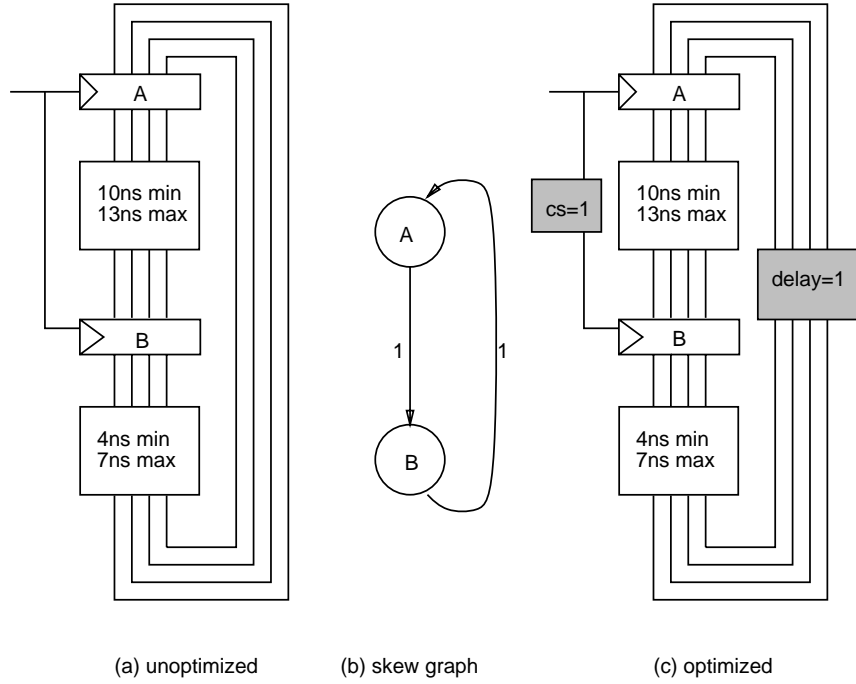 A
10ns min
13ns max
B
4ns min
7ns max
(a) unoptimized
A
1
1
B
(b) skew graph
A
cs=1
10ns min
13ns max
delay=1
B
4ns min
7ns max
(c) optimized